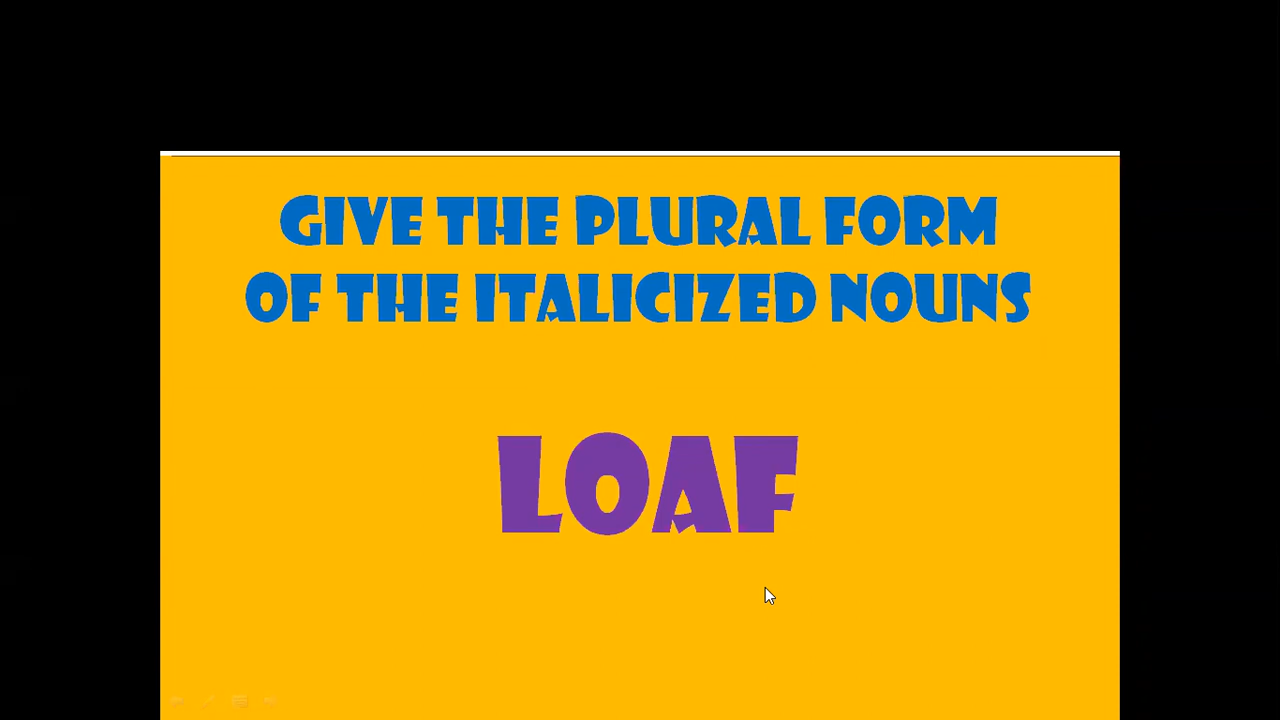 GIVE THE PLURAL FORM
OF THE ITALICIZED NOUNS
LOAF